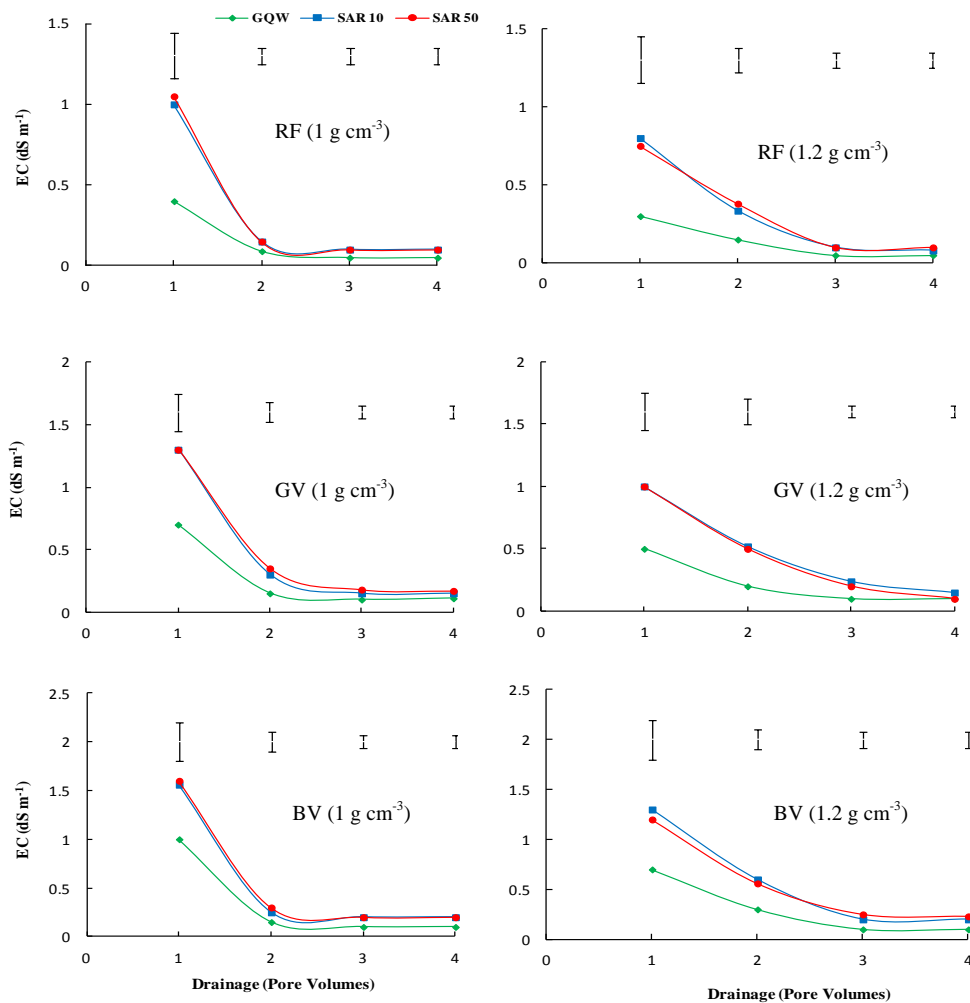 GQW SAR 10 SAR 50
1.5
1
0.5
0
EC (dS m-1)
RF (1 g cm-3)
0 1 2 3 4
1.5
1
0.5
0
EC (dS m-1)
RF (1.2 g cm-3)
0 1 2 3 4
2
1.5
1
0.5
0
EC (dS m-1)
GV (1 g cm-3)
0 1 2 3 4
2
1.5
1
0.5
0
GV (1.2 g cm-3)
0 1 2 3 4
2.5
2
1.5
1
0.5
0
EC (dS m-1)
BV (1 g cm-3)
0 1 2 3 4
Drainage (Pore Volumes)
2.5
2
1.5
1
0.5
0
BV (1.2 g cm-3)
0 1 2 3 4
Drainage (Pore Volumes)